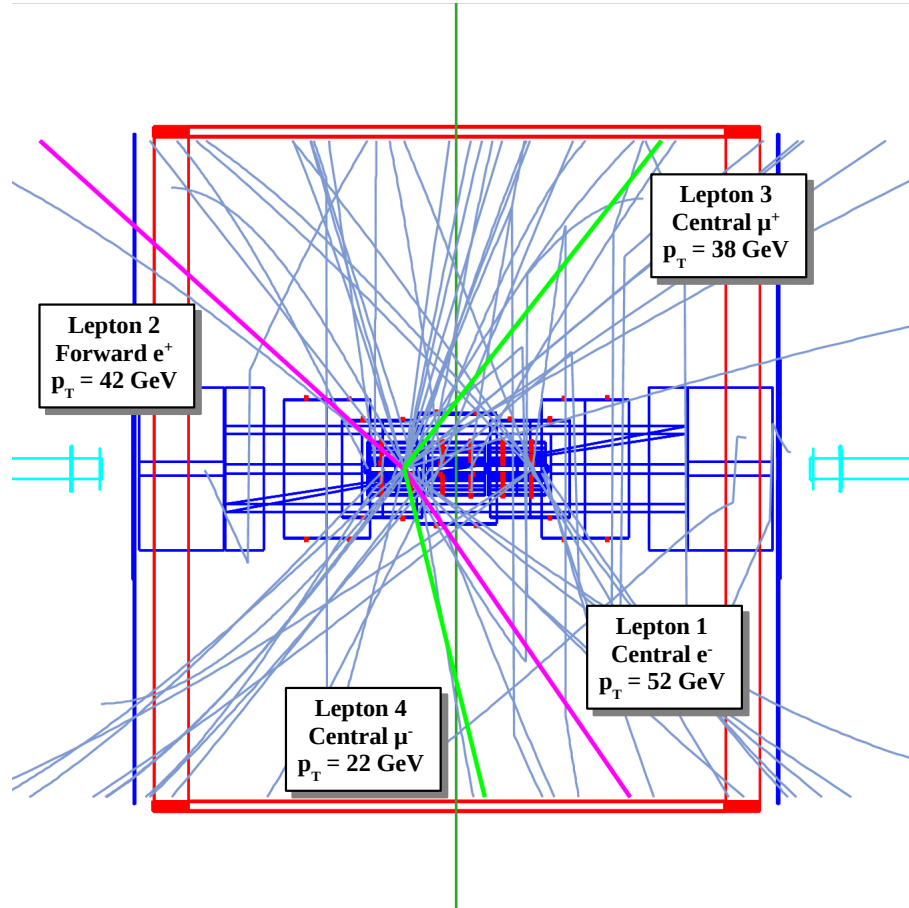 Lepton 3
Central μ⁺
p_T = 38 GeV
Lepton 2
Forward e⁺
p_T = 42 GeV
Lepton 1
Central e⁻
p_T = 52 GeV
Lepton 4
Central μ⁻
p_T = 22 GeV